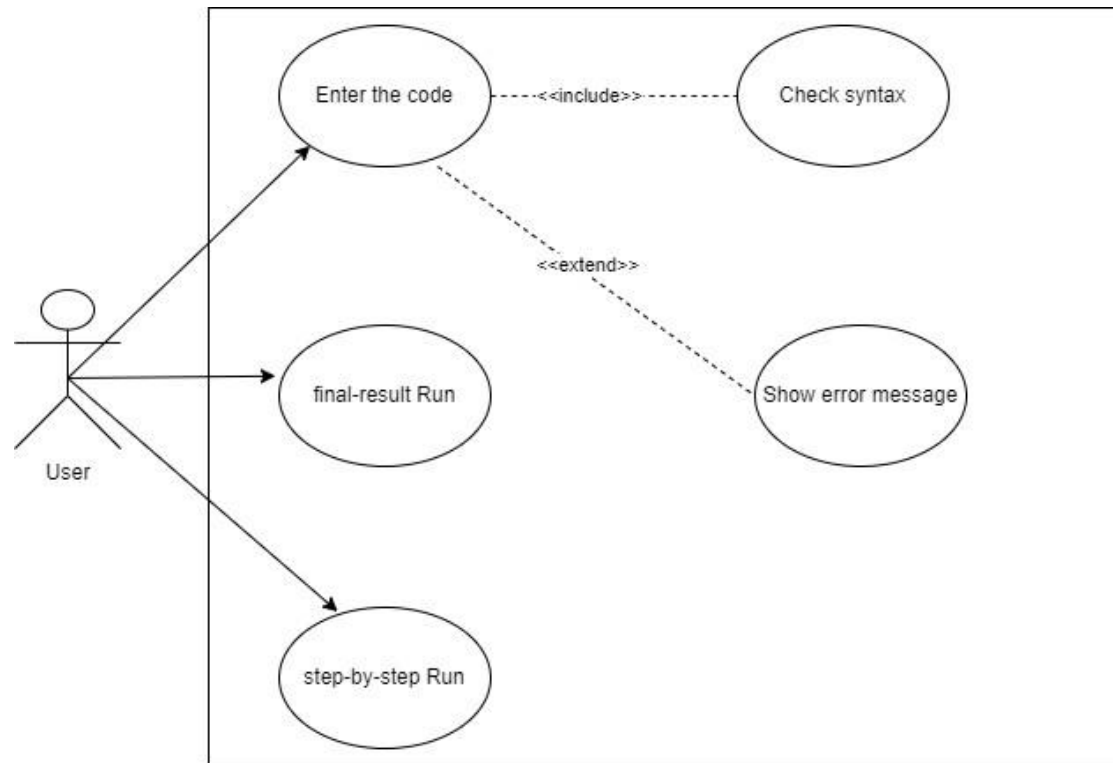 Enter the code
<<include>>
Check syntax
<<extend>>
final-result Run
Show error message
User
step-by-step Run